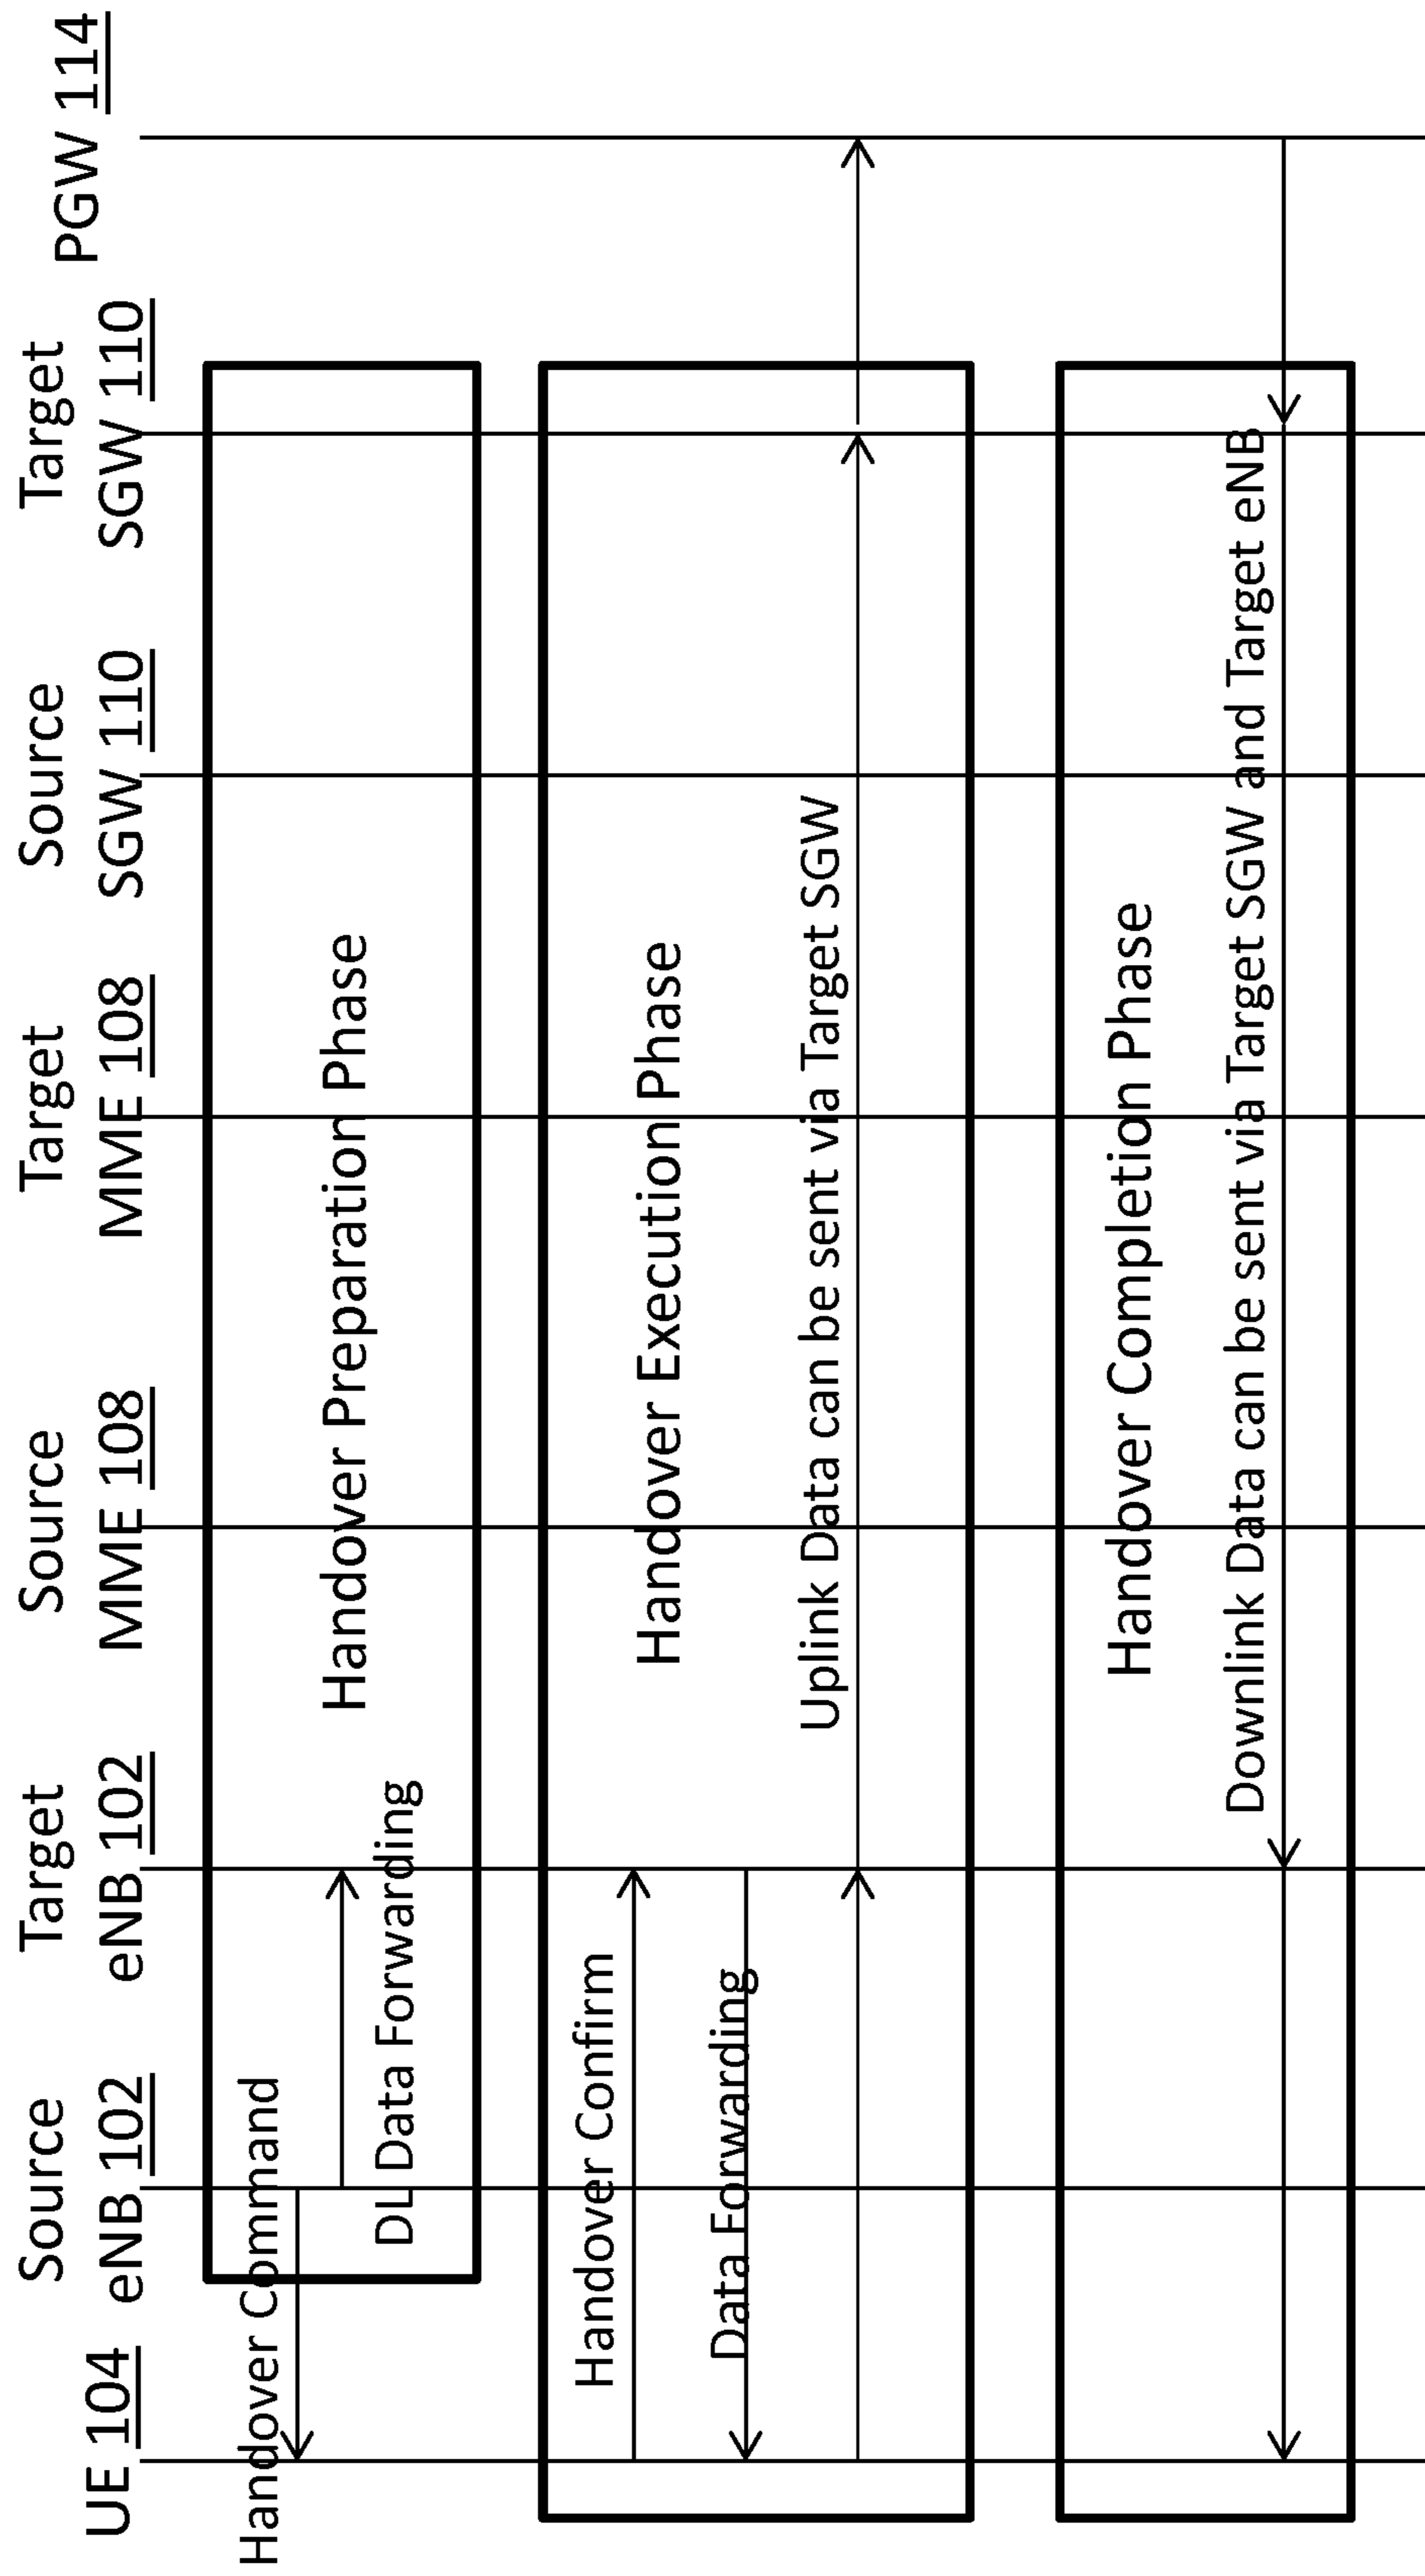 UE 104
Source
eNB 102
Target
eNB 102
Source
MME 108
Target
MME 108
Source
SGW 110
Target
SGW 110
PGW 114
Handover Command
Handover Preparation Phase
DL Data Forwarding
Handover Confirm
Handover Execution Phase
Data Forwarding
Uplink Data can be sent via Target SGW
Handover Completion Phase
Downlink Data can be sent via Target SGW and Target eNB